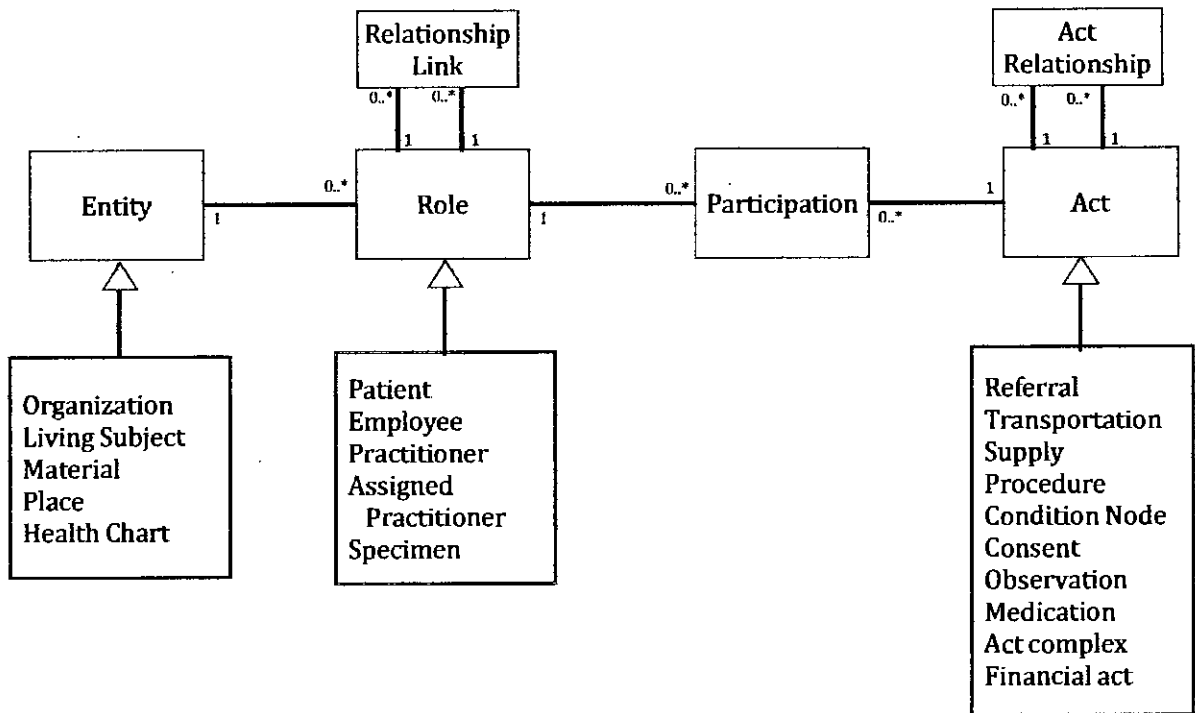 Relationship
Link
Act
Relationship
0..*
0..*
0..*
0..*
1
1
1
1
Entity
1
0..*
Role
1
0..*
Participation
0..*
1
Act
Organization
Living Subject
Material
Place
Health Chart
Patient
Employee
Practitioner
Assigned
Practitioner
Specimen
Referral
Transportation
Supply
Procedure
Condition Node
Consent
Observation
Medication
Act complex
Financial act